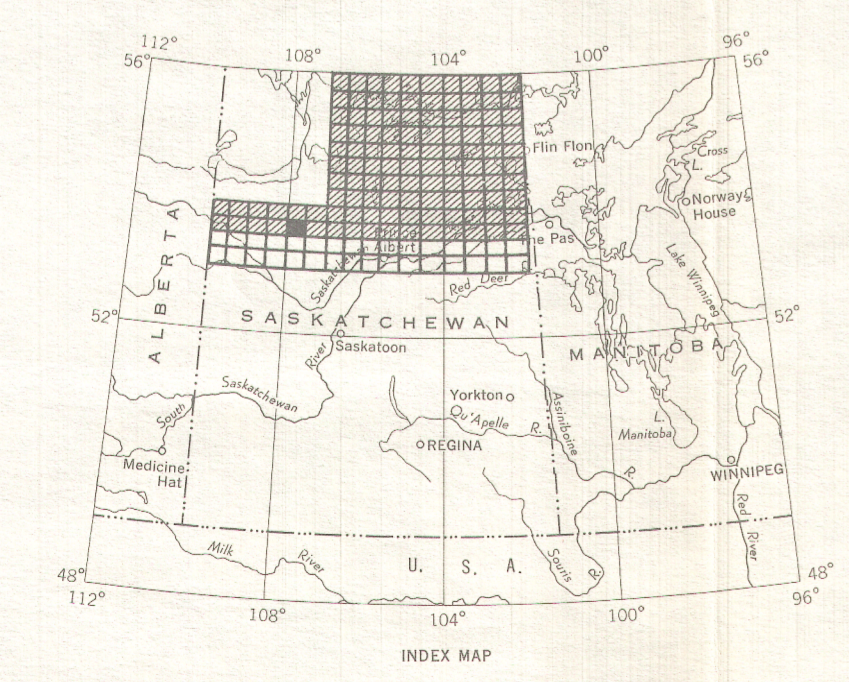 112°
108°
104°
100°
96°
56°
56°
Flin Flon
Cross
L.
Norway
House
Prince
Albert
The Pas
ALBERTA
Saskatchewan
Red Deer
R.
Lake Winnipeg
52°
52°
SASKATCHEWAN
MANITOBA
River
Saskatoon
Saskatchewan
South
Yorkton
Qu'Apelle
R.
Assiniboine
R.
L.
Manitoba
REGINA
Medicine
Hat
WINNIPEG
Red
River
Milk
River
U. S. A.
Souris
R.
48°
48°
112°
108°
104°
100°
96°
INDEX MAP